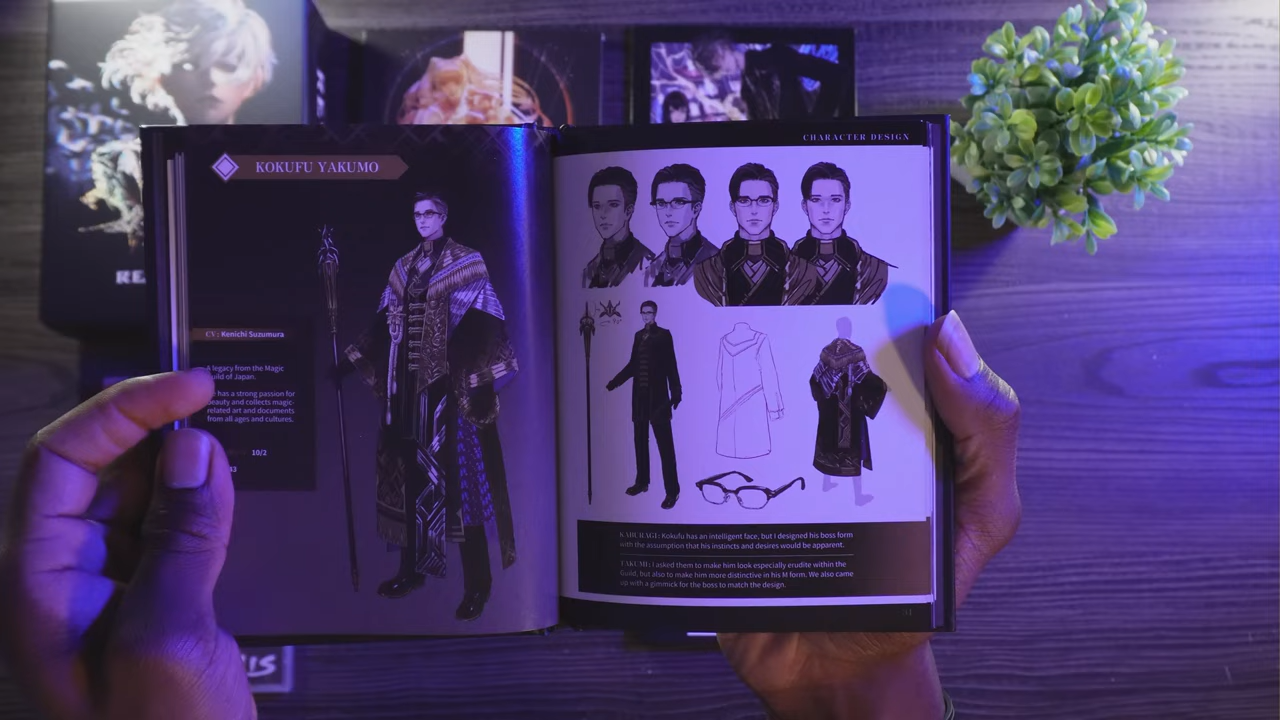 RE
KOKUFU YAKUMO
CV : Kenichi Suzumura
A legacy from the Magic
Guild of Japan.
has a strong passion for
beauty and collects magic-
related art and documents
from all ages and cultures.
10/2
CHARACTER DESIGN
KABURAGI: Kokufu has an intelligent face, but I designed his boss form
with the assumption that his instincts and desires would be apparent.
TAKUMI: I asked them to make him look especially erudite within the
Guild, but also to make him more distinctive in his M form. We also came
up with a gimmick for the boss to match the design.